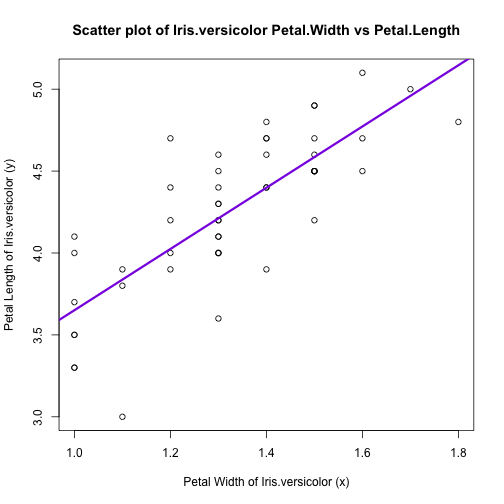 Scatter plot of Iris.versicolor Petal.Width vs Petal.Length
Petal Length of Iris.versicolor (y)
5.0
4.5
4.0
3.5
3.0
1.0 1.2 1.4 1.6 1.8
Petal Width of Iris.versicolor (x)